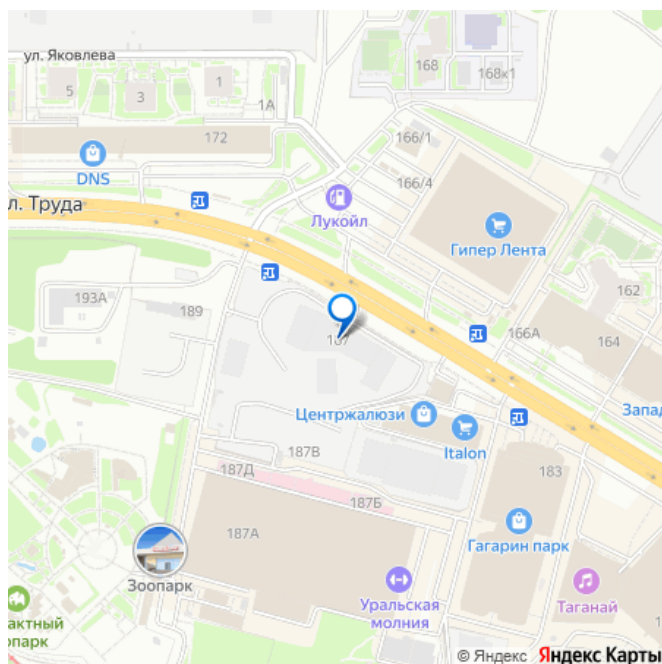 ул. Яковлева
168
168к1
5
3
1
1А
172
166/1
DNS
166/4
л. Труда
Лукойл
Гипер Лента
193А
189
162
187
166А
164
Запад
Центржалюзи
Italon
187В
187Д
183
187Б
187А
Гагарин парк
Зоопарк
Уральская
молния
Таганай
актный
опарк
© Яндекс Яндекс Карты